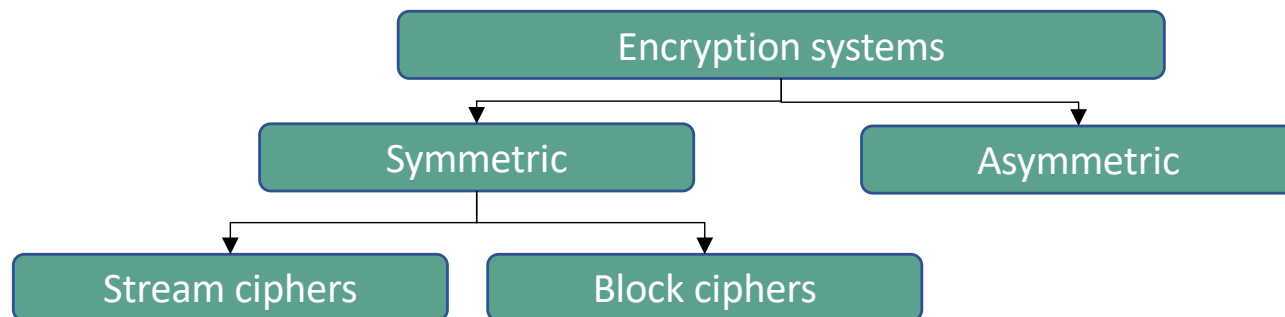 Encryption systems
Symmetric
Asymmetric
Stream ciphers
Block ciphers